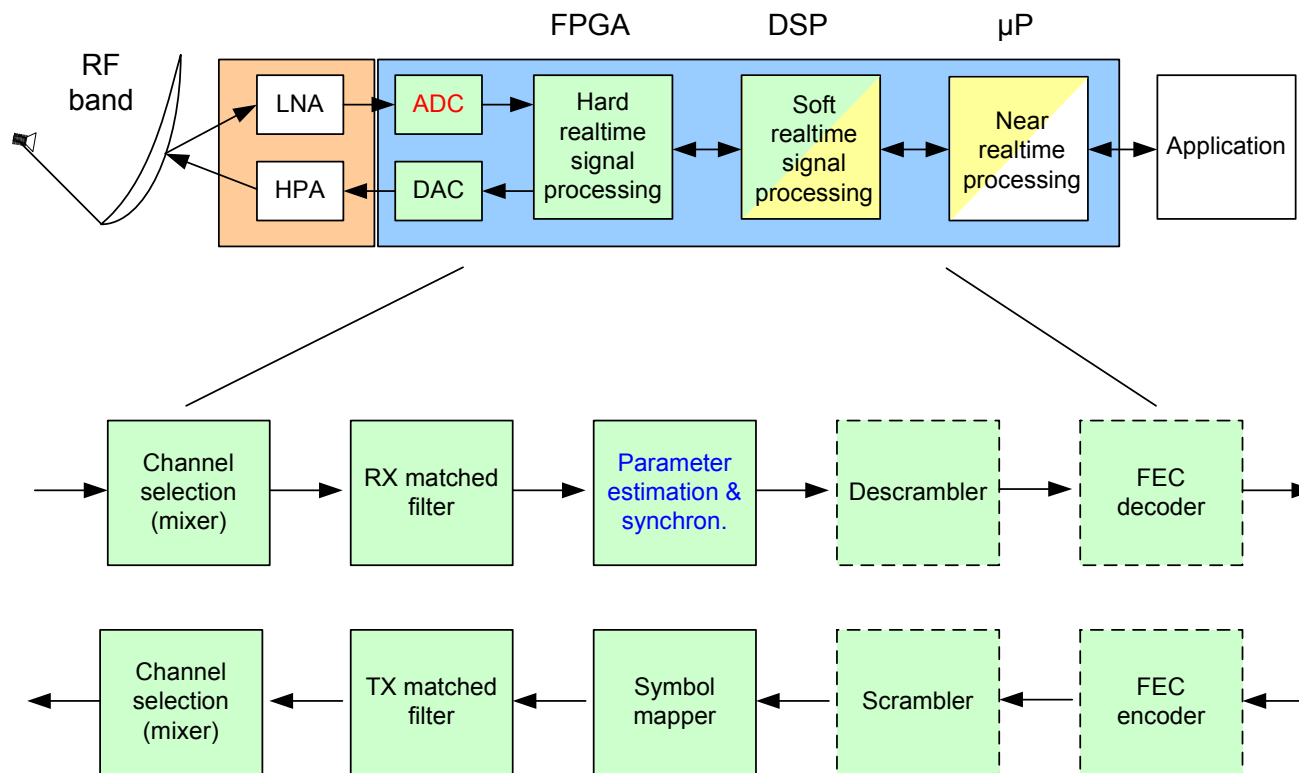 FPGA
DSP
µP
RF
band
LNA
HPA
ADC
DAC
Hard
realtime
signal
processing
Soft
realtime
signal
processing
Near
realtime
processing
Application
Channel
selection
(mixer)
RX matched
filter
Parameter
estimation &
synchron.
Descrambler
FEC
decoder
Channel
selection
(mixer)
TX matched
filter
Symbol
mapper
Scrambler
FEC
encoder